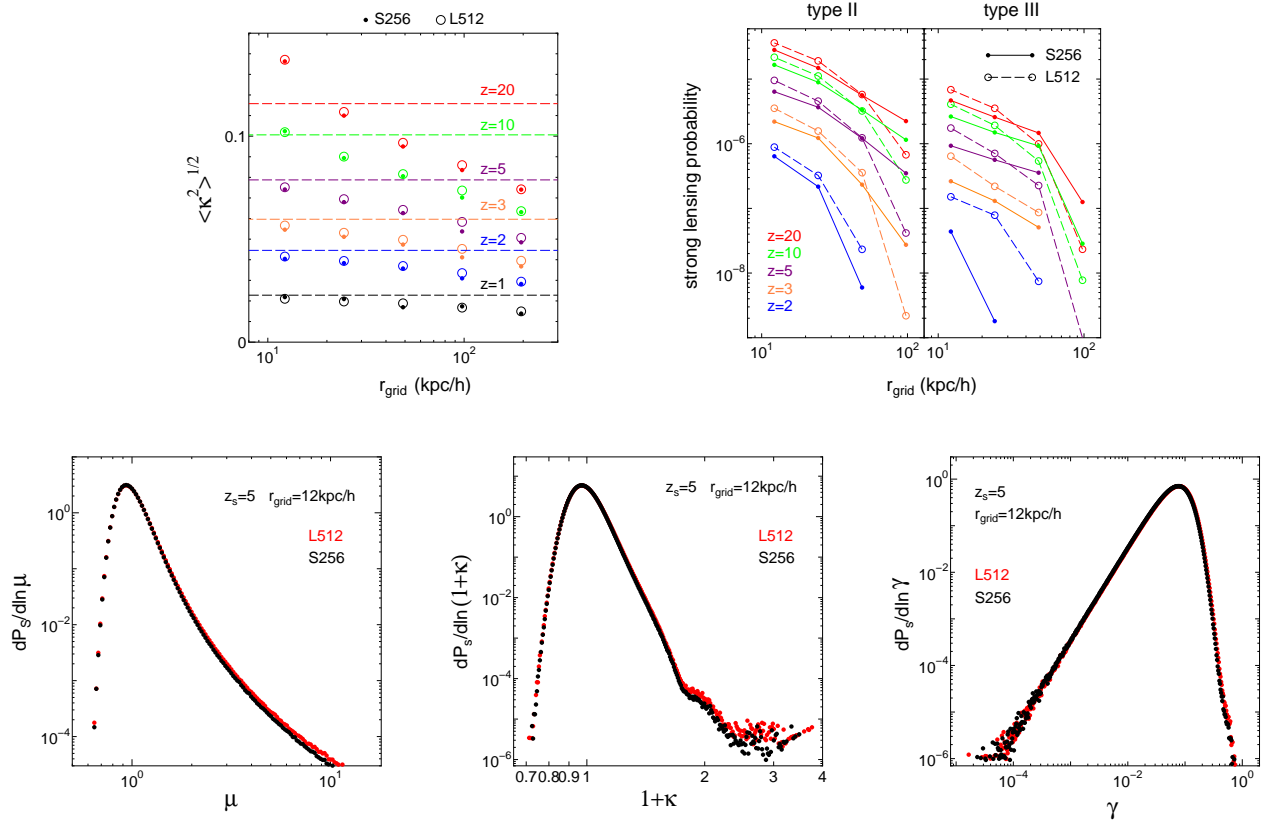 S256 L512
<κ²>^1/2
0.1
0
z=20
z=10
z=5
z=3
z=2
z=1
10¹ 10²
r_grid (kpc/h)
type II type III
strong lensing probability
10⁻⁶
10⁻⁸
S256
L512
z=20
z=10
z=5
z=3
z=2
10¹ 10² 10¹ 10²
r_grid (kpc/h)
dP_S/dlnμ
10⁰
10⁻²
10⁻⁴
z_s=5 r_grid=12kpc/h
L512
S256
10⁰ 10¹
μ
dP_S/dln(1+κ)
10⁰
10⁻²
10⁻⁴
10⁻⁶
z_s=5 r_grid=12kpc/h
L512
S256
0.7 0.8 0.9 1 2 3 4
1+κ
dP_S/dlnγ
10⁰
10⁻²
10⁻⁴
10⁻⁶
z_s=5
r_grid=12kpc/h
L512
S256
10⁻⁴ 10⁻² 10⁰
γ